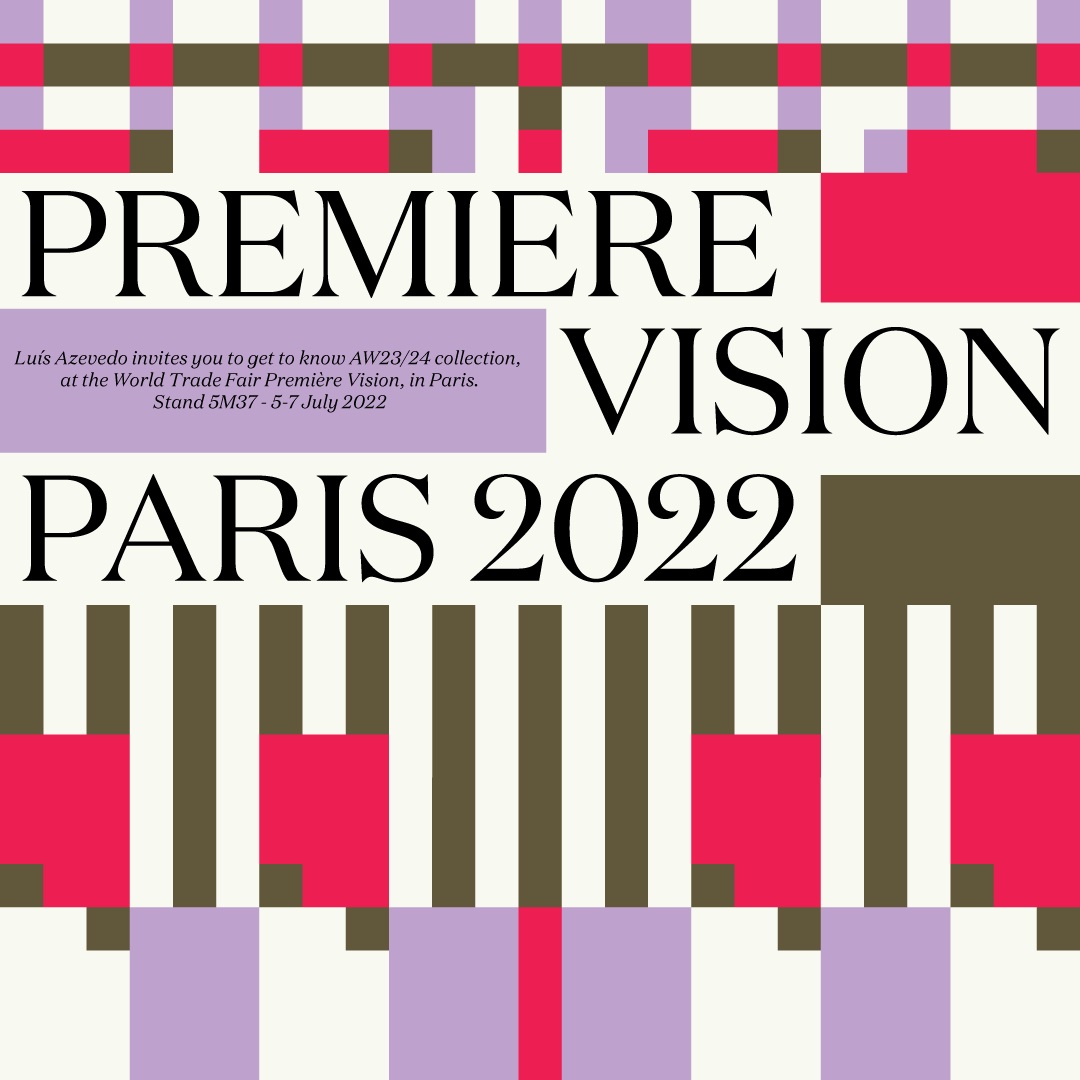 PREMIERE
Luís Azevedo invites you to get to know AW23/24 collection,
at the World Trade Fair Première Vision, in Paris.
Stand 5M37 - 5-7 July 2022
VISION
PARIS 2022